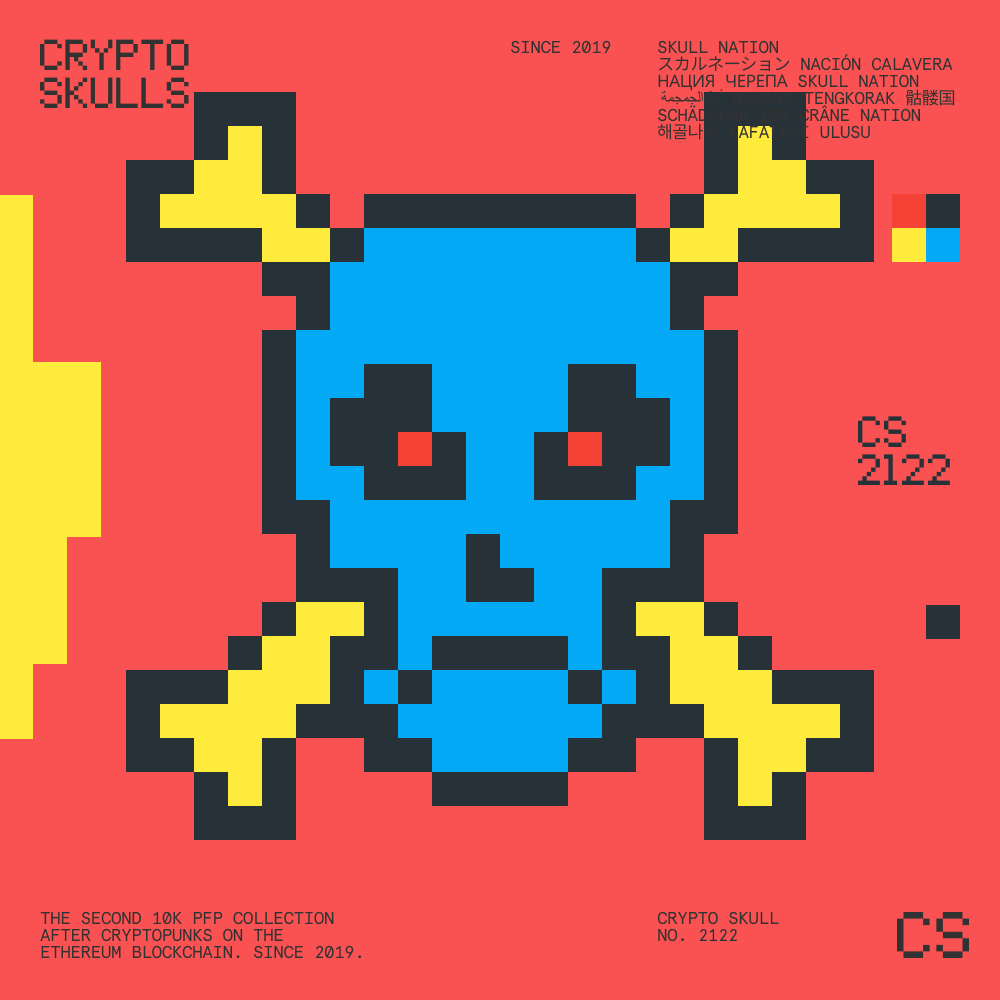 CRYPTO
SKULLS
SINCE 2019
SKULL NATION
スカルネーション NACIÓN CALAVERA
НАЦИЯ ЧЕРЕПА SKULL NATION
الجمجمة TENGKORAK 骷髅国
CRÂNE NATION
ULUSU
CS
2122
THE SECOND 10K PFP COLLECTION
AFTER CRYPTOPUNKS ON THE
ETHEREUM BLOCKCHAIN. SINCE 2019.
CRYPTO SKULL
NO. 2122
CS